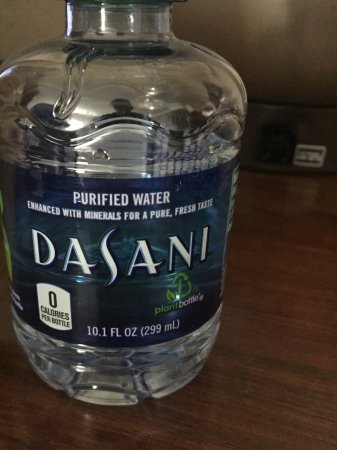 PURIFIED WATER
ENHANCED WITH MINERALS FOR A PURE, FRESH TASTE
DASANI
plantbottle
0
CALORIES
PER BOTTLE
10.1 FL OZ (299 mL)